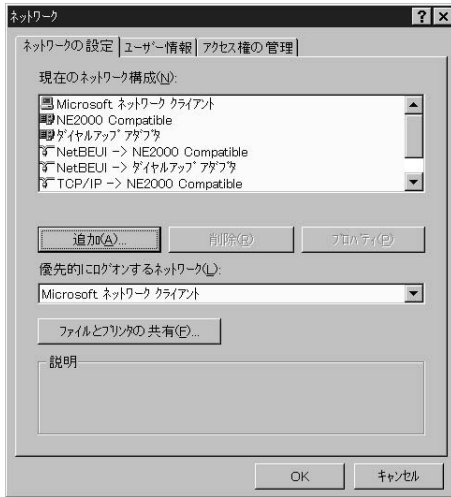 ネットワーク
ネットワークの設定 ユーザー情報 アクセス権の管理
現在のネットワーク構成(N):
Microsoft ネットワーク クライアント
NE2000 Compatible
ダイヤルアップ アダプタ
NetBEUI -> NE2000 Compatible
NetBEUI -> ダイヤルアップ アダプタ
TCP/IP -> NE2000 Compatible
追加(A)... 削除(R) プロパティ(P)
優先的にログオンするネットワーク(L):
Microsoft ネットワーク クライアント
ファイルとプリンタの共有(F)...
説明
OK キャンセル